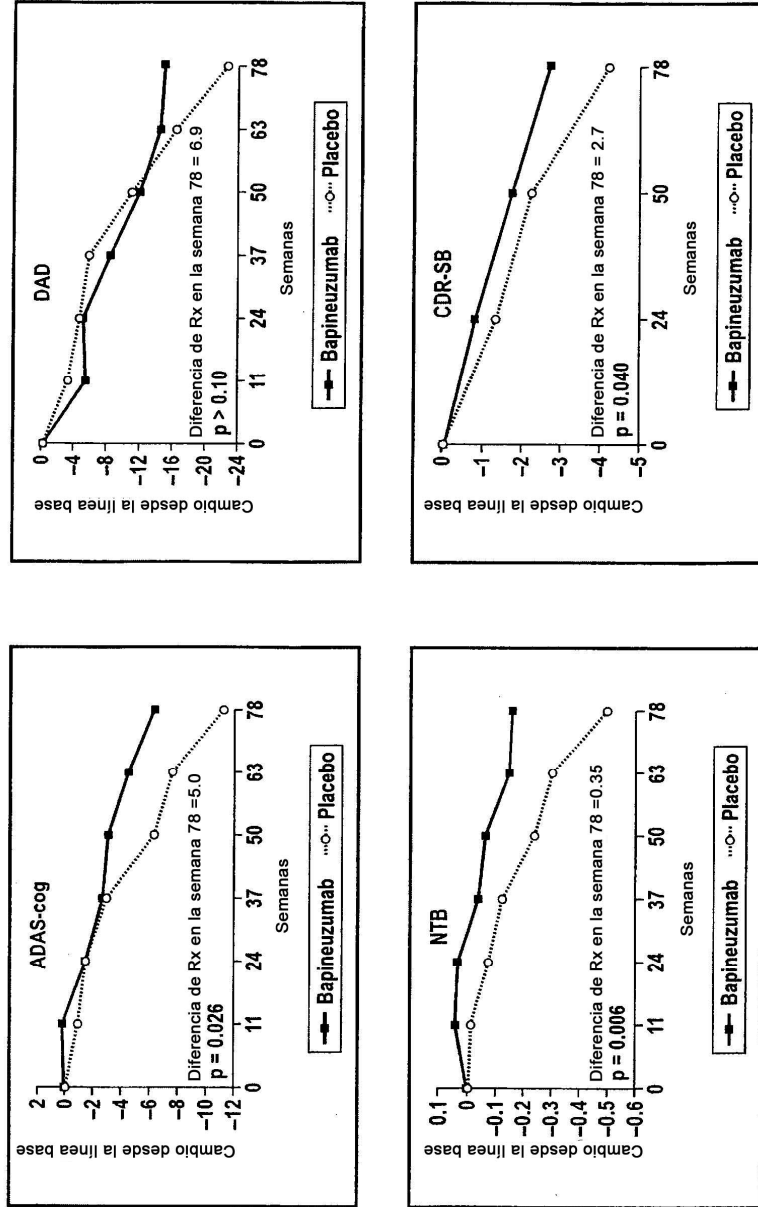 ADAS-cog
Cambio desde la línea base
2
0
−2
−4
−6
−8
−10
−12
Diferencia de Rx en la semana 78 =5.0
p = 0.026
0 11 24 37 50 63 78
Semanas
Bapineuzumab Placebo
DAD
Cambio desde la línea base
0
−4
−8
−12
−16
−20
−24
Diferencia de Rx en la semana 78 = 6.9
p > 0.10
0 11 24 37 50 63 78
Semanas
Bapineuzumab Placebo
NTB
Cambio desde la línea base
0.1
0
−0.1
−0.2
−0.3
−0.4
−0.5
−0.6
Diferencia de Rx en la semana 78 =0.35
p = 0.006
0 11 24 37 50 63 78
Semanas
Bapineuzumab Placebo
CDR-SB
Cambio desde la línea base
0
−1
−2
−3
−4
−5
Diferencia de Rx en la semana 78 = 2.7
p = 0.040
0 24 50 78
Semanas
Bapineuzumab Placebo